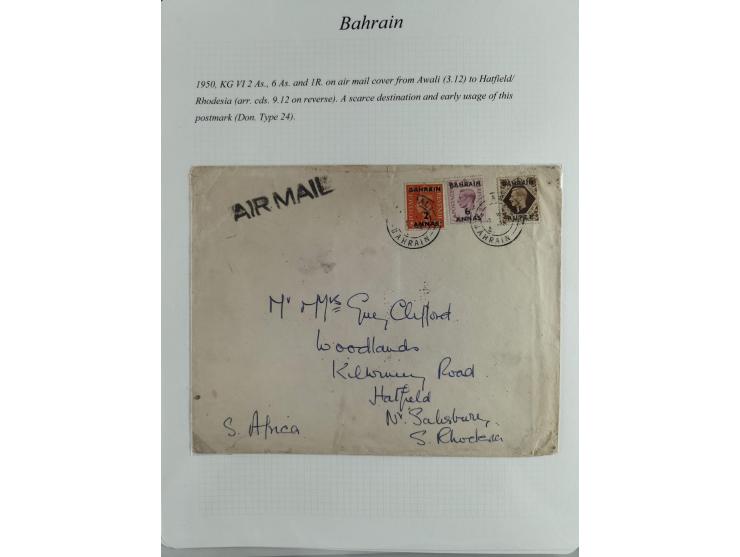 Bahrain
1950, KG VI 2 As., 6 As. and 1R. on air mail cover from Awali (3.12) to Hatfield/
Rhodesia (arr. cds. 9.12 on reverse). A scarce destination and early usage of this
postmark (Don. Type 24).
AIR MAIL
BAHRAIN
2
ANNAS
BAHRAIN
6
ANNAS
BAHRAIN
RUPEE
BAHRAIN
BAHRAIN
Mr & Mrs Guy Clifford.
Woodlands
Road
Hatfield
Nr. Salisbury,
S. Africa
S. Rhodesia